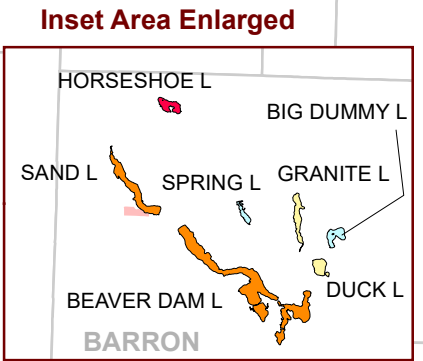 Inset Area Enlarged
HORSESHOE L
BIG DUMMY L
SAND L
SPRING L
GRANITE L
DUCK L
BEAVER DAM L
BARRON